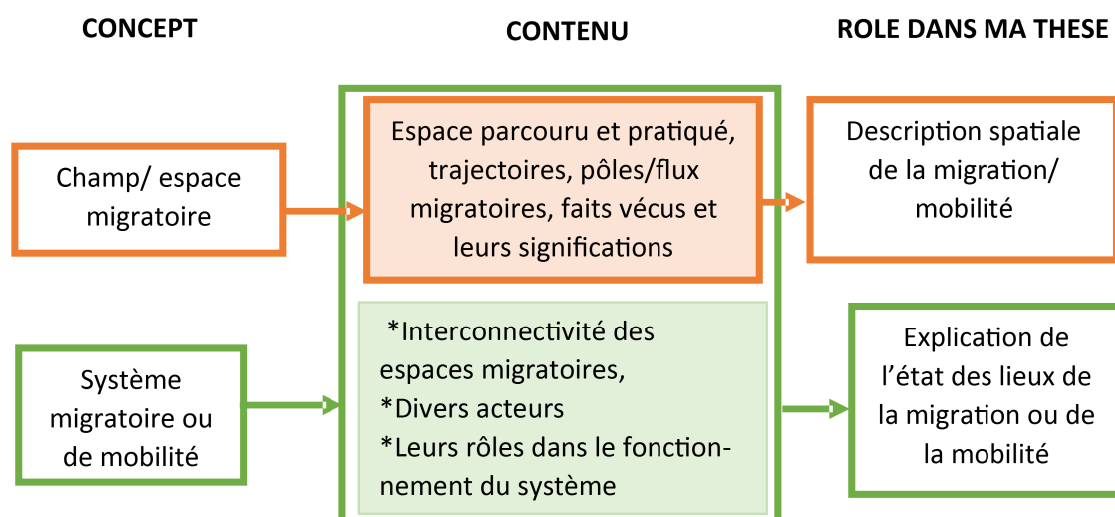 CONCEPT
CONTENU
ROLE DANS MA THESE
Champ/ espace
migratoire
Espace parcouru et pratiqué,
trajectoires, pôles/flux
migratoires, faits vécus et
leurs significations
Description spatiale
de la migration/
mobilité
Système
migratoire ou
de mobilité
*Interconnectivité des
espaces migratoires,
*Divers acteurs
*Leurs rôles dans le fonction-
nement du système
Explication de
l’état des lieux de
la migration ou de
la mobilité